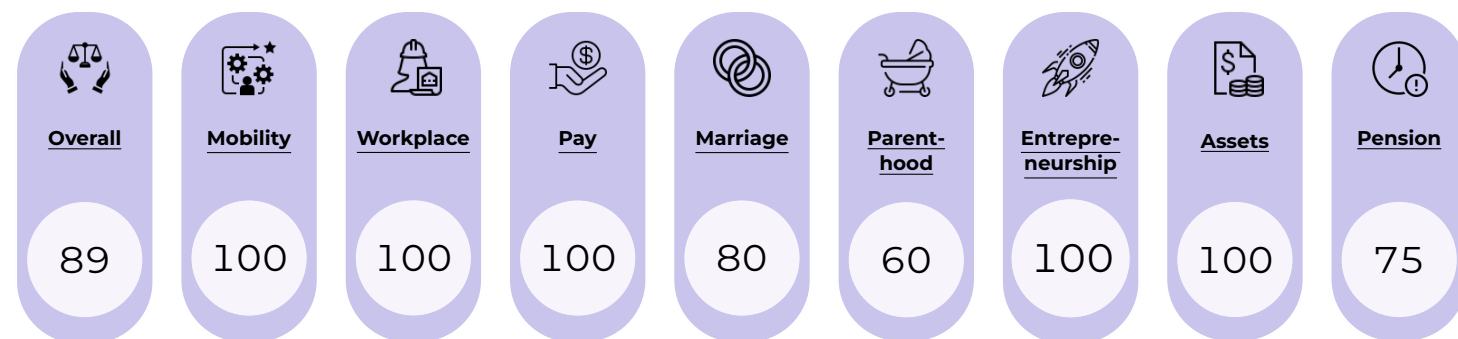 Overall
89
Mobility
100
Workplace
100
Pay
$
100
Marriage
80
Parent-
hood
60
Entrepre-
neurship
100
$
Assets
100
!
Pension
75